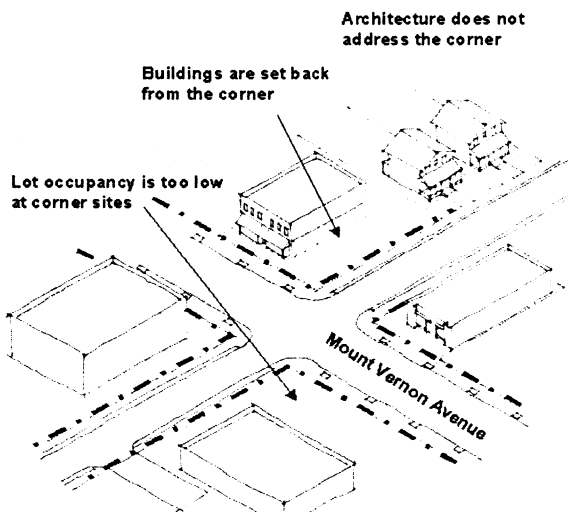 Architecture does not
address the corner
Buildings are set back
from the corner
Lot occupancy is too low
at corner sites
Mount Vernon Avenue